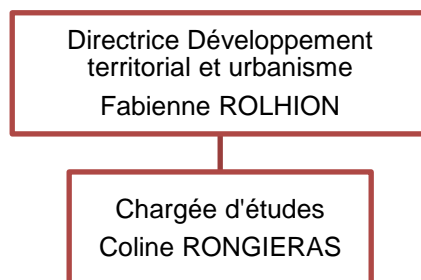 Directrice Développement
territorial et urbanisme
Fabienne ROLHION
Chargée d'études
Coline RONGIERAS